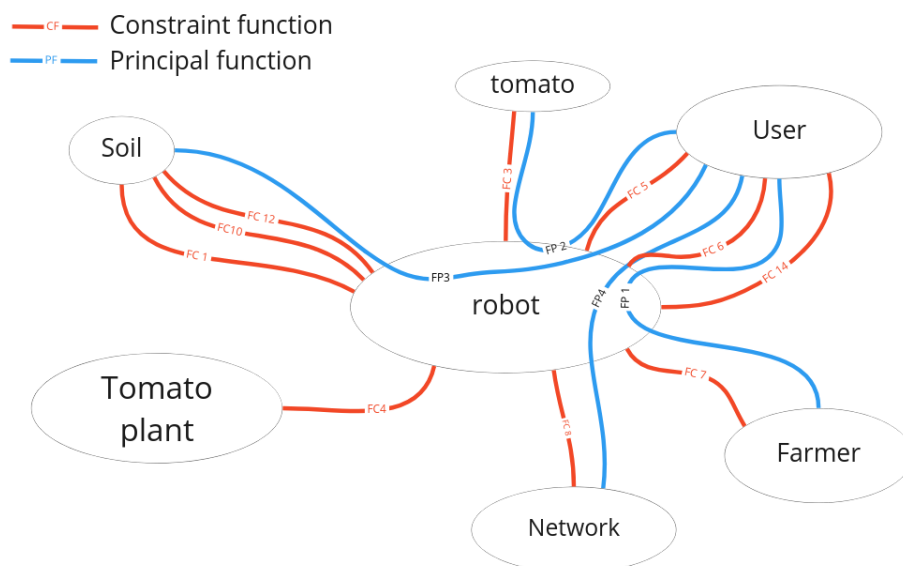 CF Constraint function
PF Principal function
tomato
User
Soil
FC 3
FC 5
FC 12
FC10
FC 1
FP 2
FC 6
FC 14
FP3
FP4
FP 1
robot
Tomato
plant
FC4
FC 7
FC 8
Farmer
Network